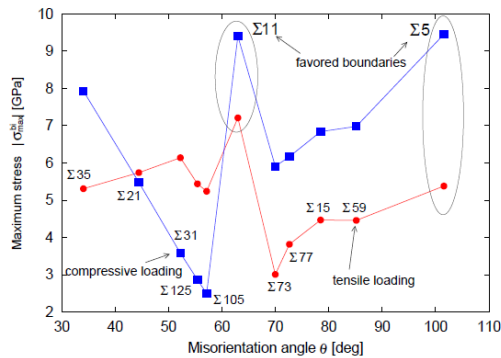 Maximum stress |σ^bi_max| [GPa]
10
9
8
7
6
5
4
3
2
Σ11
Σ5
favored boundaries
Σ35
Σ21
Σ31
Σ15
Σ59
Σ77
compressive loading
tensile loading
Σ125
Σ73
Σ105
30 40 50 60 70 80 90 100 110
Misorientation angle θ [deg]